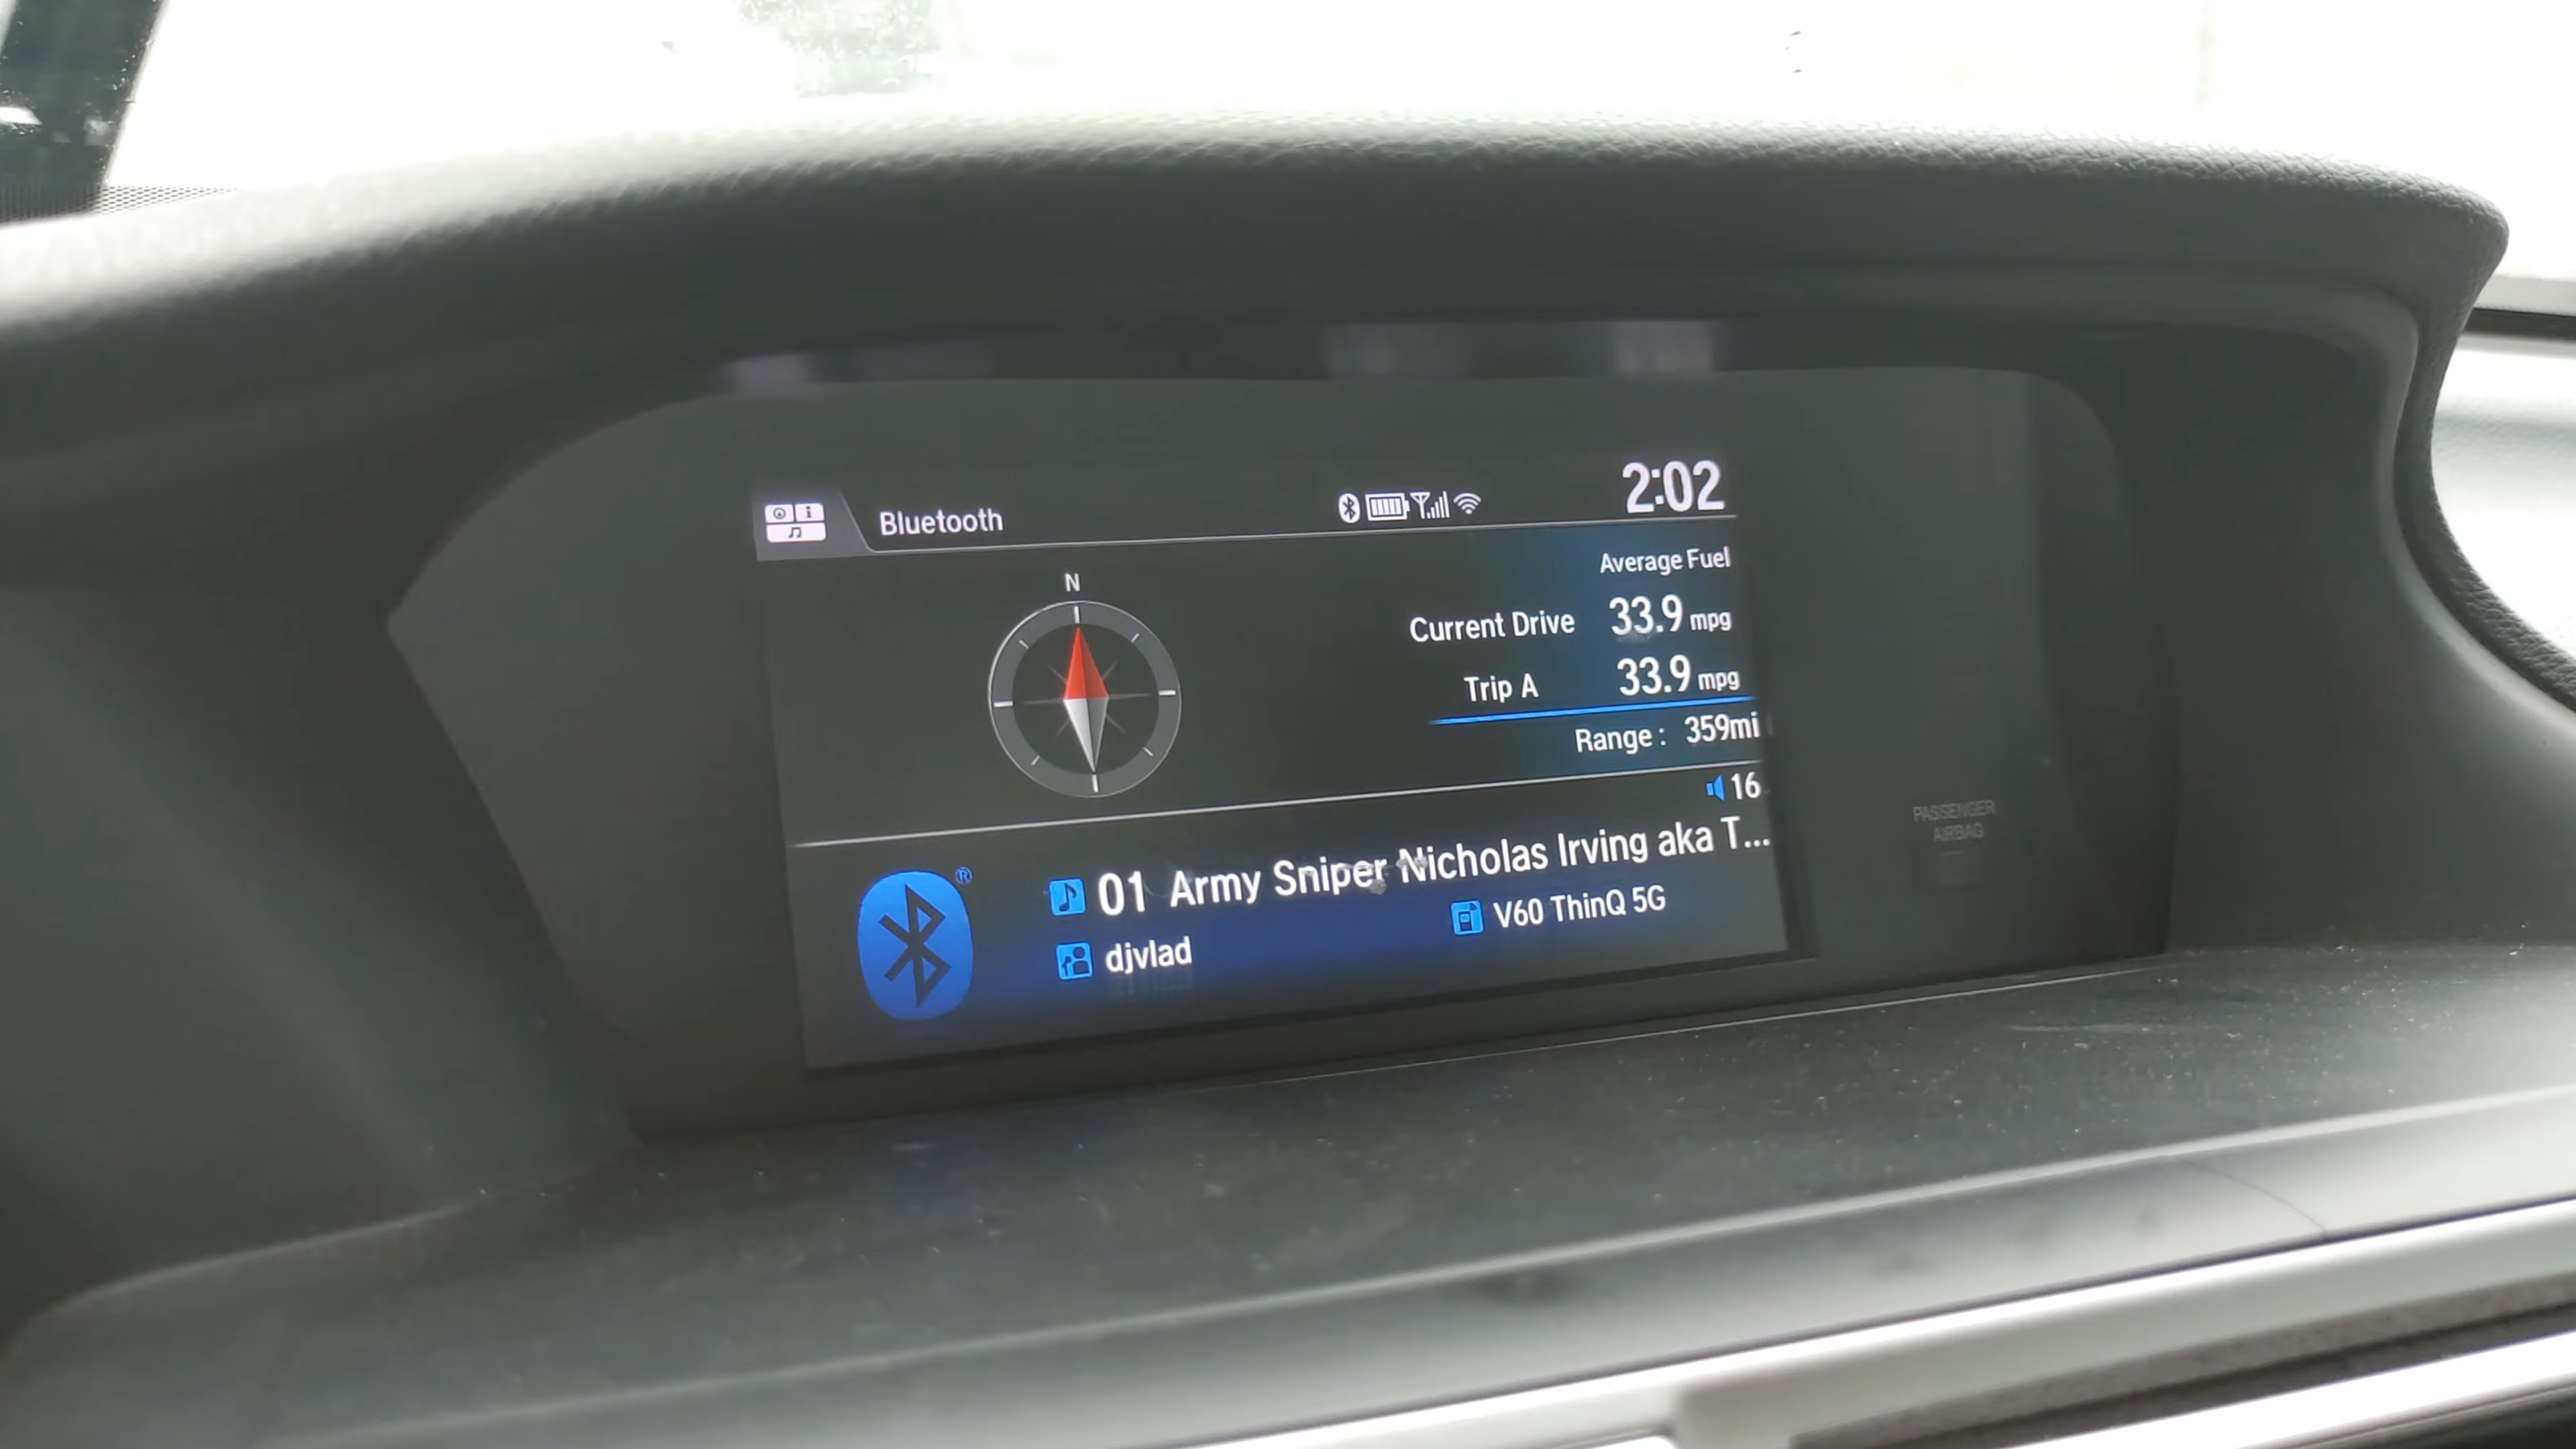 Bluetooth
2:02
N
Average Fuel
Current Drive 33.9 mpg
Trip A 33.9 mpg
Range : 359mi
16
® 01 Army Sniper Nicholas Irving aka T...
djvlad
V60 ThinQ 5G
PASSENGER
AIRBAG